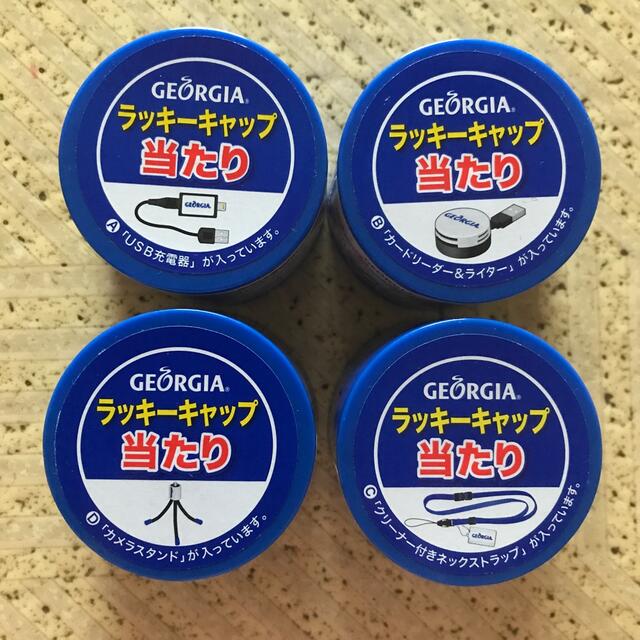 GEORGIA®
ラッキーキャップ
当たり
GEORGIA
Ⓐ「USB充電器」が入っています。
GEORGIA®
ラッキーキャップ
当たり
GEORGIA
Ⓑ「カードリーダー&ライター」が入っています。
GEORGIA®
ラッキーキャップ
当たり
Ⓓ「カメラスタンド」が入っています。
GEORGIA®
ラッキーキャップ
当たり
GEORGIA
Ⓒ「クリーナー付きネックストラップ」が入っています。